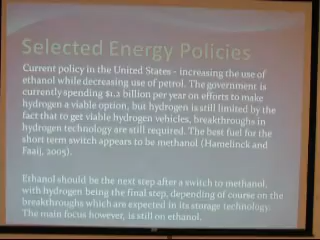 Selected Energy Policies
Current policy in the United States - increasing the use of
ethanol while decreasing use of petrol. The government is
currently spending $1.2 billion per year on efforts to make
hydrogen a viable option, but hydrogen is still limited by the
fact that to get viable hydrogen vehicles, breakthroughs in
hydrogen technology are still required. The best fuel for the
short term switch appears to be methanol (Hamelinck and
Faaij, 2005).
Ethanol should be the next step after a switch to methanol,
with hydrogen being the final step, depending of course on the
breakthroughs which are expected in its storage technology.
The main focus however, is still on ethanol.